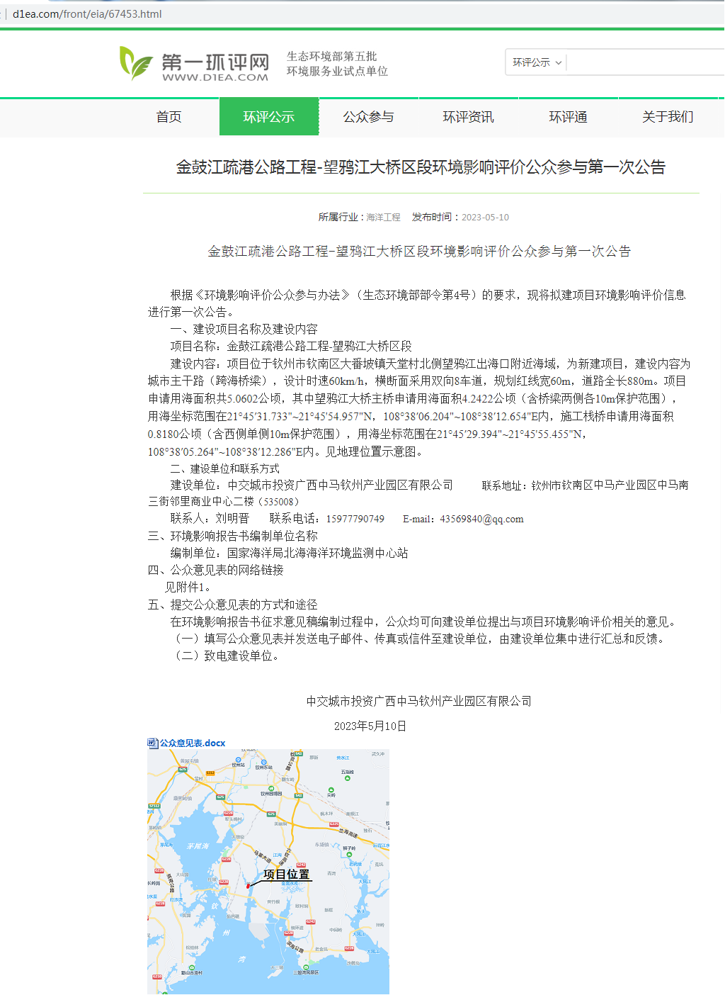 d1ea.com/front/eia/67453.html
第一环评网
WWW.D1EA.COM
生态环境部第五批
环境服务业试点单位
环评公示
首页 环评公示 公众参与 环评资讯 环评通 关于我们
金鼓江疏港公路工程-望鸦江大桥区段环境影响评价公众参与第一次公告
所属行业：海洋工程 发布时间：2023-05-10
金鼓江疏港公路工程-望鸦江大桥区段环境影响评价公众参与第一次公告
根据《环境影响评价公众参与办法》（生态环境部部令第4号）的要求，现将拟建项目环境影响评价信息
进行第一次公告。
一、建设项目名称及建设内容
项目名称：金鼓江疏港公路工程-望鸦江大桥区段
建设内容：项目位于钦州市钦南区大番坡镇天堂村北侧望鸦江出海口附近海域，为新建项目，建设内容为
城市主干路（跨海桥梁），设计时速60km/h，横断面采用双向8车道，规划红线宽60m，道路全长880m。项目
申请用海面积共5.0602公顷，其中望鸦江大桥主桥申请用海面积4.2422公顷（含桥梁两侧各10m保护范围），
用海坐标范围在21°45′31.733"~21°45'54.957"N，108°38′06.204"~108°38′12.654"E内，施工栈桥申请用海面积
0.8180公顷（含西侧单侧10m保护范围），用海坐标范围在21°45′29.394"~21°45'55.455"N，
108°38′05.264"~108°38′12.286"E内。见地理位置示意图。
二、建设单位和联系方式
建设单位：中交城市投资广西中马钦州产业园区有限公司 联系地址：钦州市钦南区中马产业园区中马南
三街邻里商业中心二楼（535008）
联系人：刘明晋 联系电话：15977790749 E-mail：43569840@qq.com
三、环境影响报告书编制单位名称
编制单位：国家海洋局北海海洋环境监测中心站
四、公众意见表的网络链接
见附件1。
五、提交公众意见表的方式和途径
在环境影响报告书征求意见稿编制过程中，公众均可向建设单位提出与项目环境影响评价相关的意见。
（一）填写公众意见表并发送电子邮件、传真或信件至建设单位，由建设单位集中进行汇总和反馈。
（二）致电建设单位。
中交城市投资广西中马钦州产业园区有限公司
2023年5月10日
公众意见表.docx
钦州站 钦州东站
五指岭
尖岭
钦州园博园
兰海高速
茅尾海
狮子岭
项目位置
钦
州
湾
滨海公路
三娘湾风景区